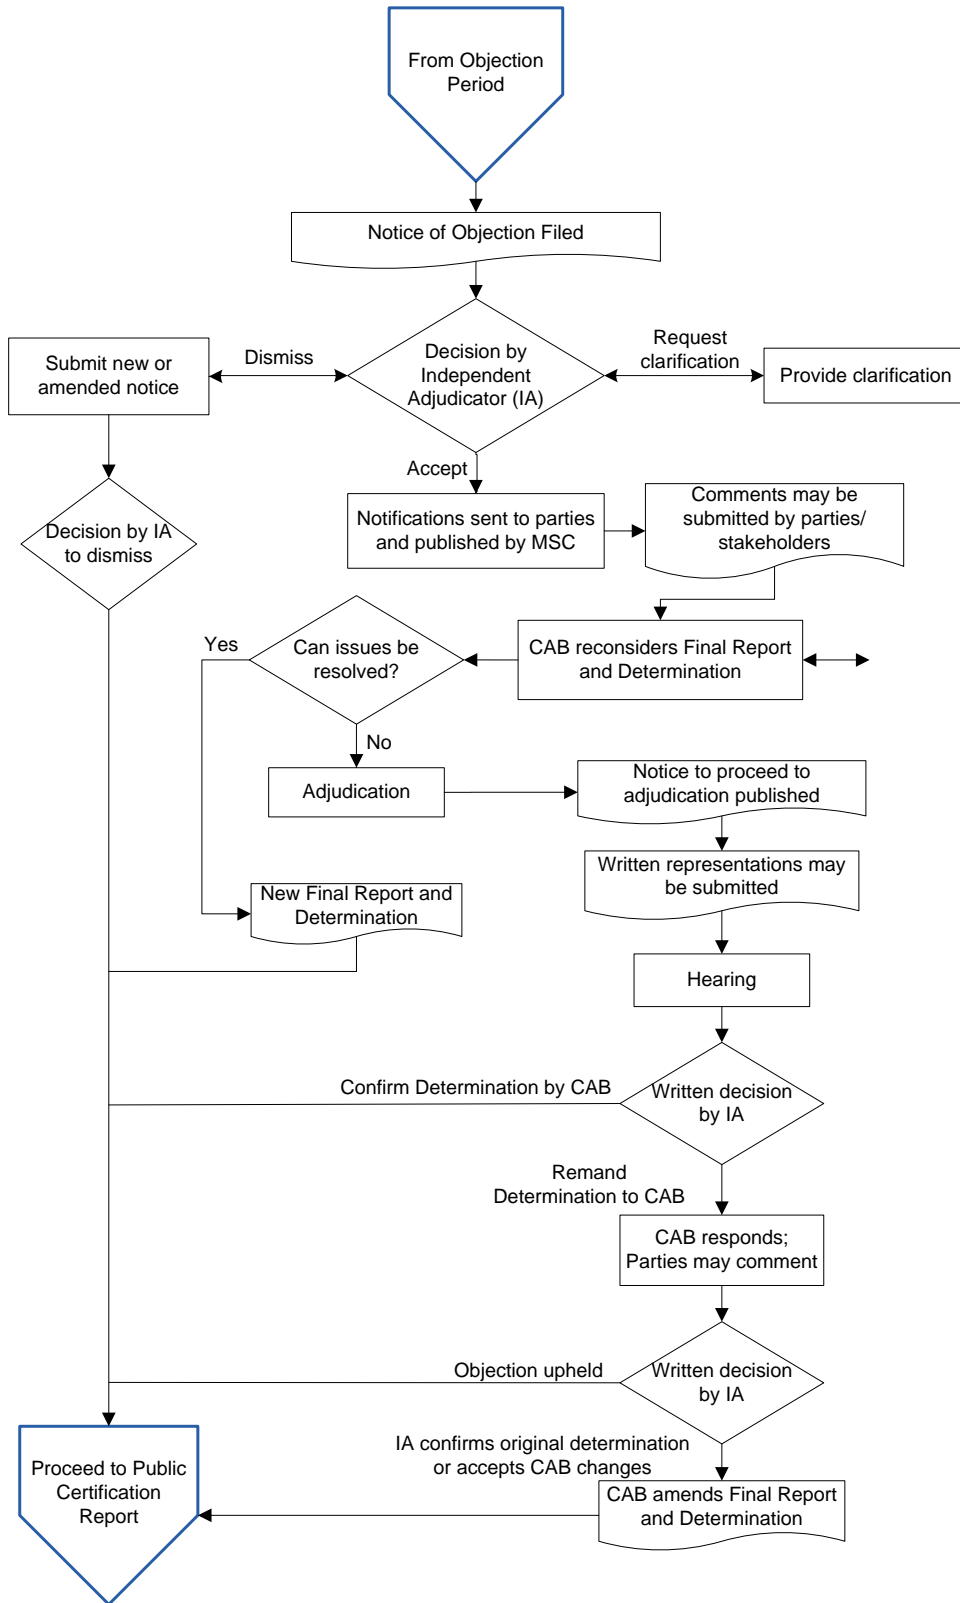 From Objection
Period
Notice of Objection Filed
Submit new or
amended notice
Dismiss
Decision by
Independent
Adjudicator (IA)
Request
clarification
Provide clarification
Accept
Decision by IA
to dismiss
Notifications sent to parties
and published by MSC
Comments may be
submitted by parties/
stakeholders
Yes
Can issues be
resolved?
CAB reconsiders Final Report
and Determination
No
Adjudication
Notice to proceed to
adjudication published
Written representations may
be submitted
New Final Report and
Determination
Hearing
Confirm Determination by CAB
Written decision
by IA
Remand
Determination to CAB
CAB responds;
Parties may comment
Objection upheld
Written decision
by IA
IA confirms original determination
or accepts CAB changes
Proceed to Public
Certification
Report
CAB amends Final Report
and Determination